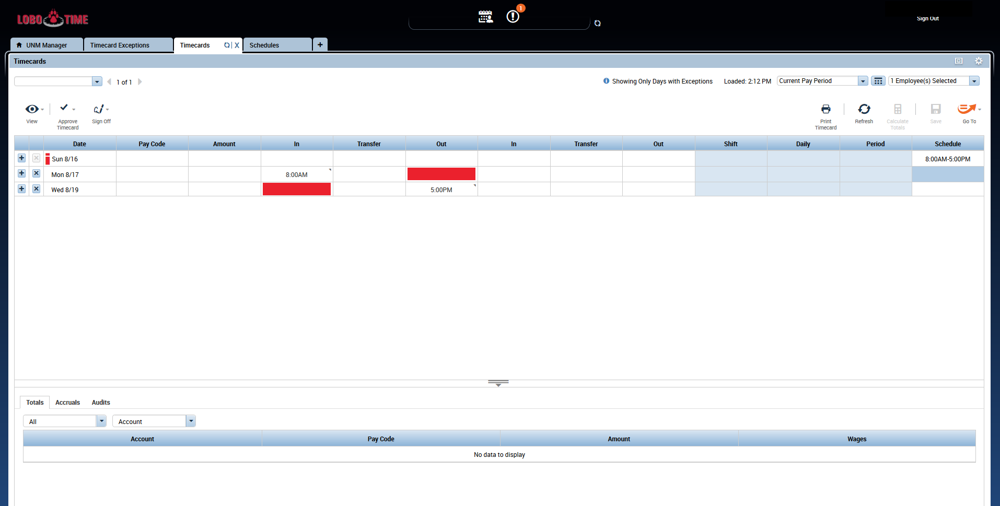 LOBO TIME
1
Sign Out
UNM Manager
Timecard Exceptions
Timecards
X
Schedules
+
Timecards
1 of 1
Showing Only Days with Exceptions
Loaded: 2:12 PM
Current Pay Period
1 Employee(s) Selected
View
Approve
Timecard
Sign Off
Print
Timecard
Refresh
Calculate
Totals
Save
Go To
Date Pay Code Amount In Transfer Out In Transfer Out Shift Daily Period Schedule
Sun 8/16 8:00AM-5:00PM
Mon 8/17 8:00AM
Wed 8/19 5:00PM
Totals Accruals Audits
All Account
Account Pay Code Amount Wages
No data to display